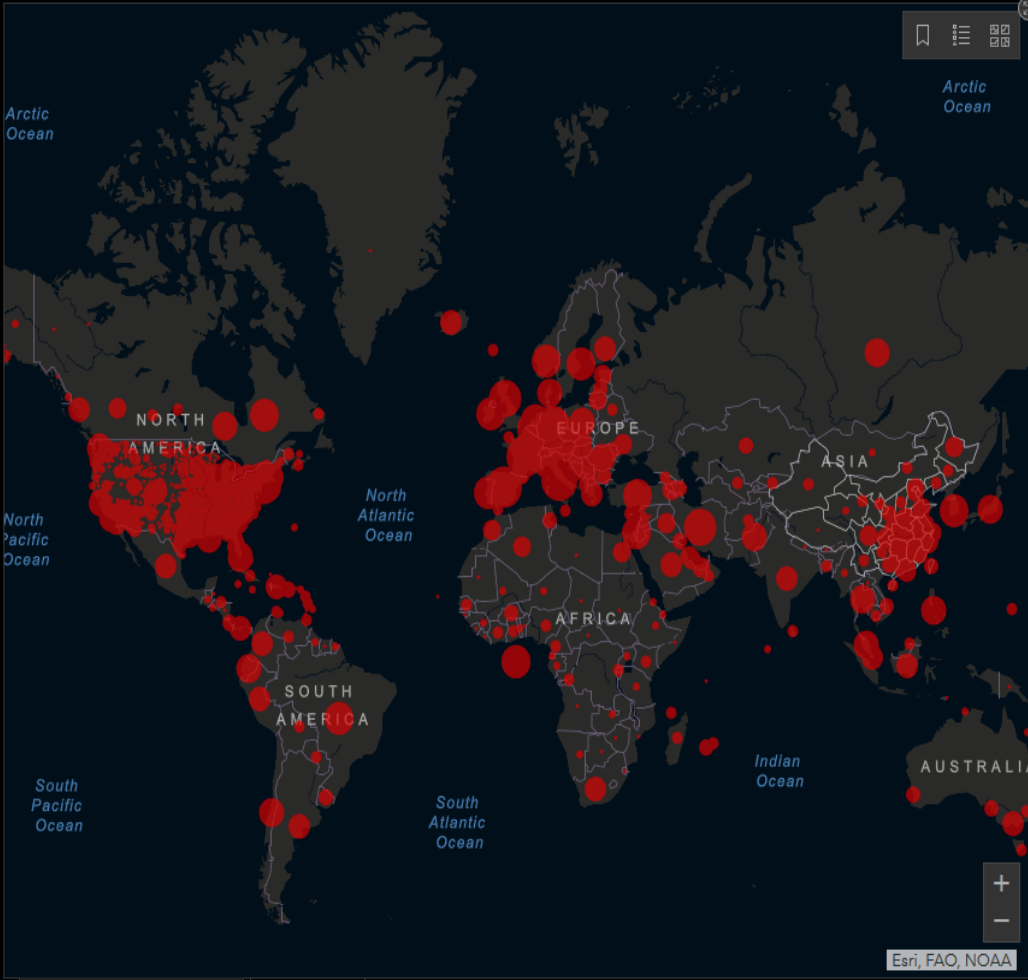 Arctic
Ocean
Arctic
Ocean
NORTH
AMERICA
EUROPE
ASIA
North
Atlantic
Ocean
North
Pacific
Ocean
AFRICA
SOUTH
AMERICA
Indian
Ocean
AUSTRALIA
South
Pacific
Ocean
South
Atlantic
Ocean
+
−
Esri, FAO, NOAA